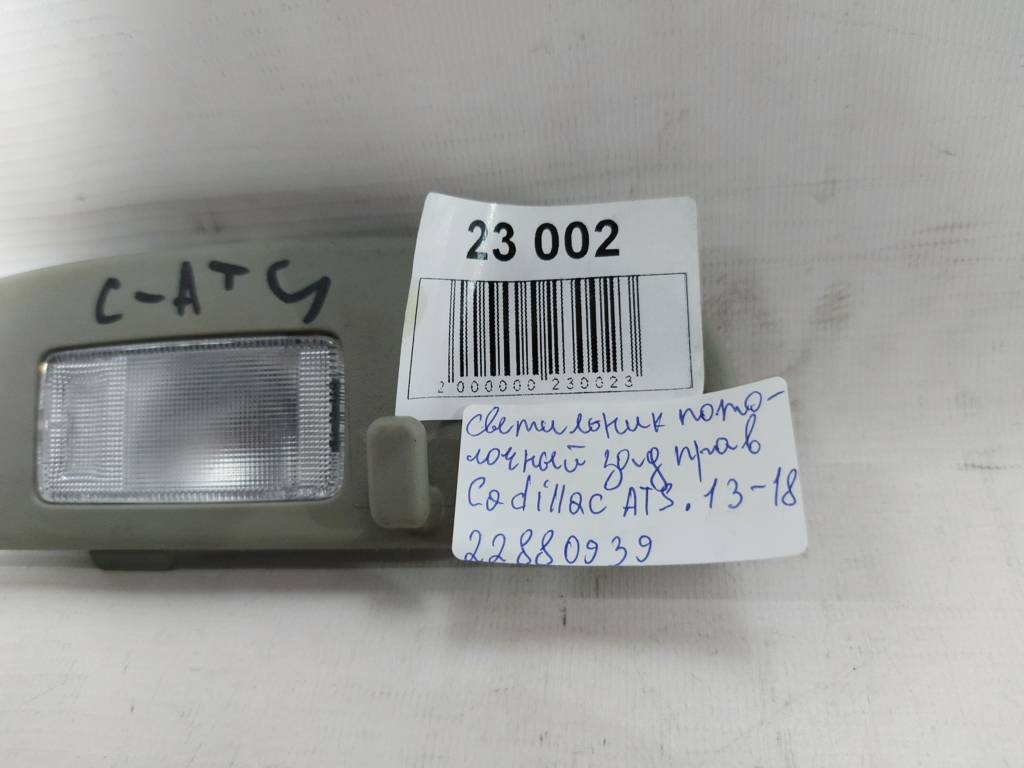 C-ATS
23 002
2 000000 230023
светильник пото-
лочный зад прав
Cadillac ATS. 13-18
22880939